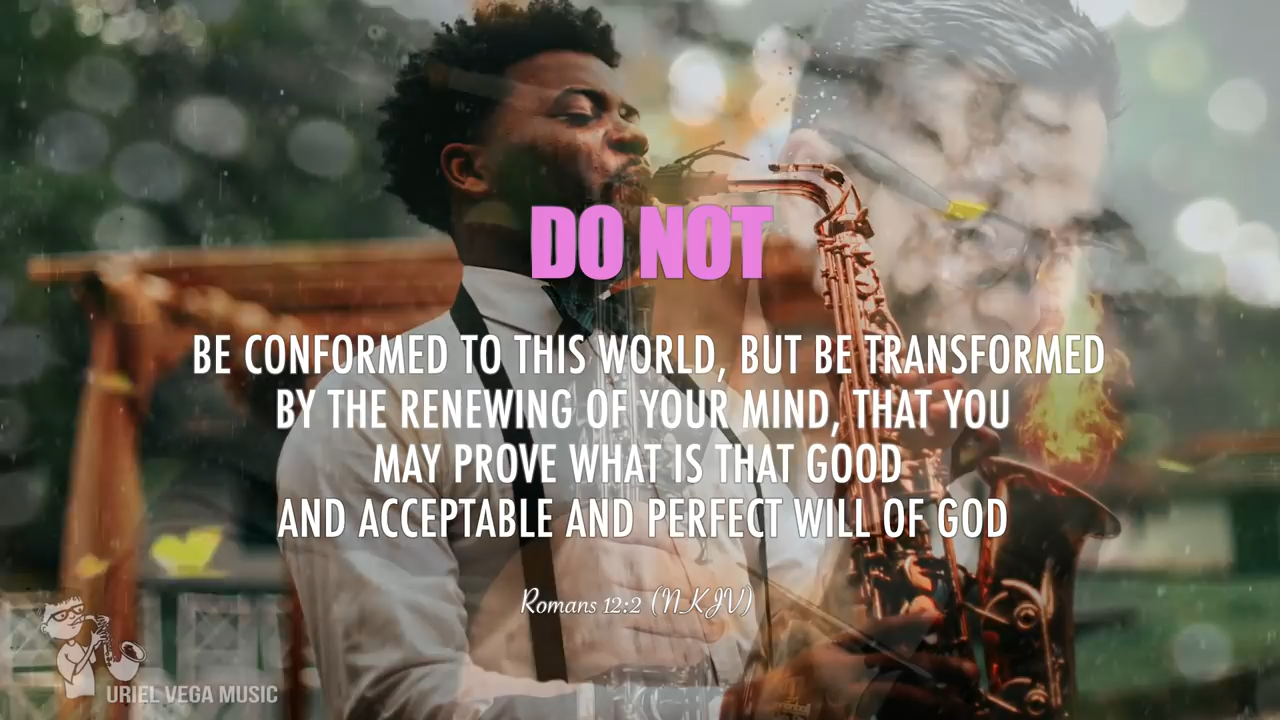 DO NOT
BE CONFORMED TO THIS WORLD, BUT BE TRANSFORMED
BY THE RENEWING OF YOUR MIND, THAT YOU
MAY PROVE WHAT IS THAT GOOD
AND ACCEPTABLE AND PERFECT WILL OF GOD
Romans 12:2 (NKJV)
URIEL VEGA MUSIC